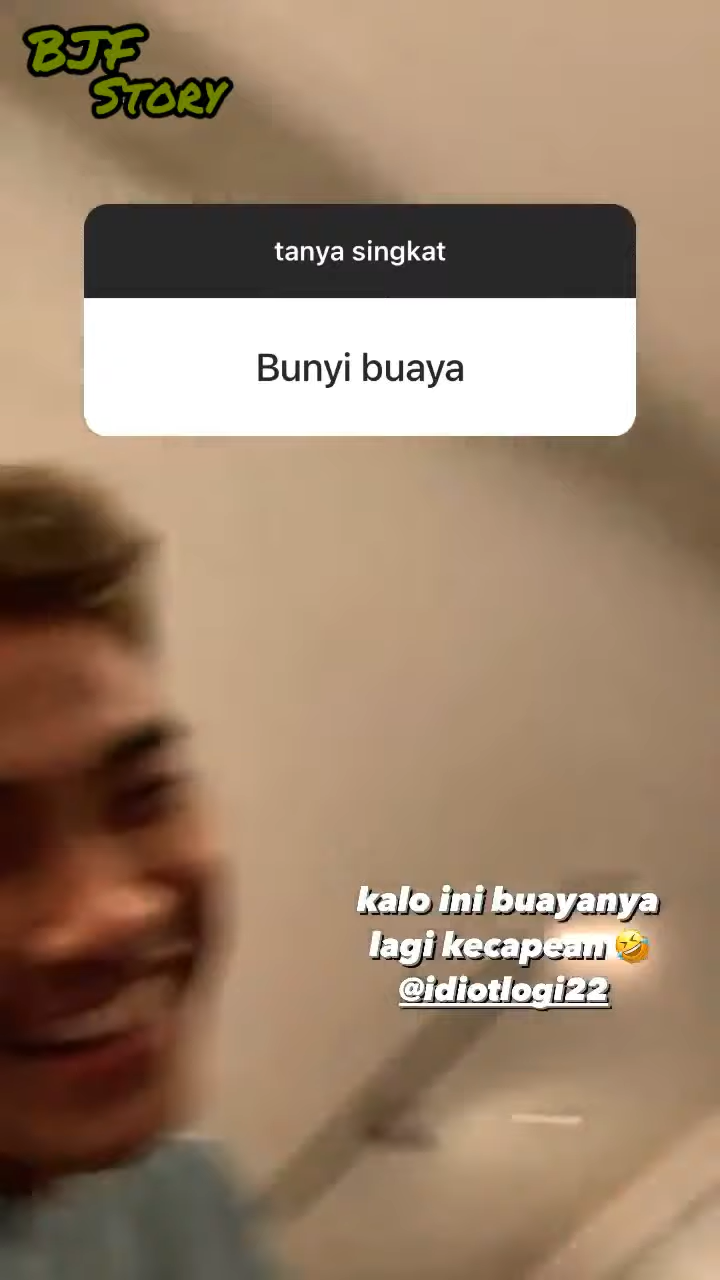 BJF
STORY
tanya singkat
Bunyi buaya
kalo ini buayanya
lagi kecapean 🤣
@idiotlogi22